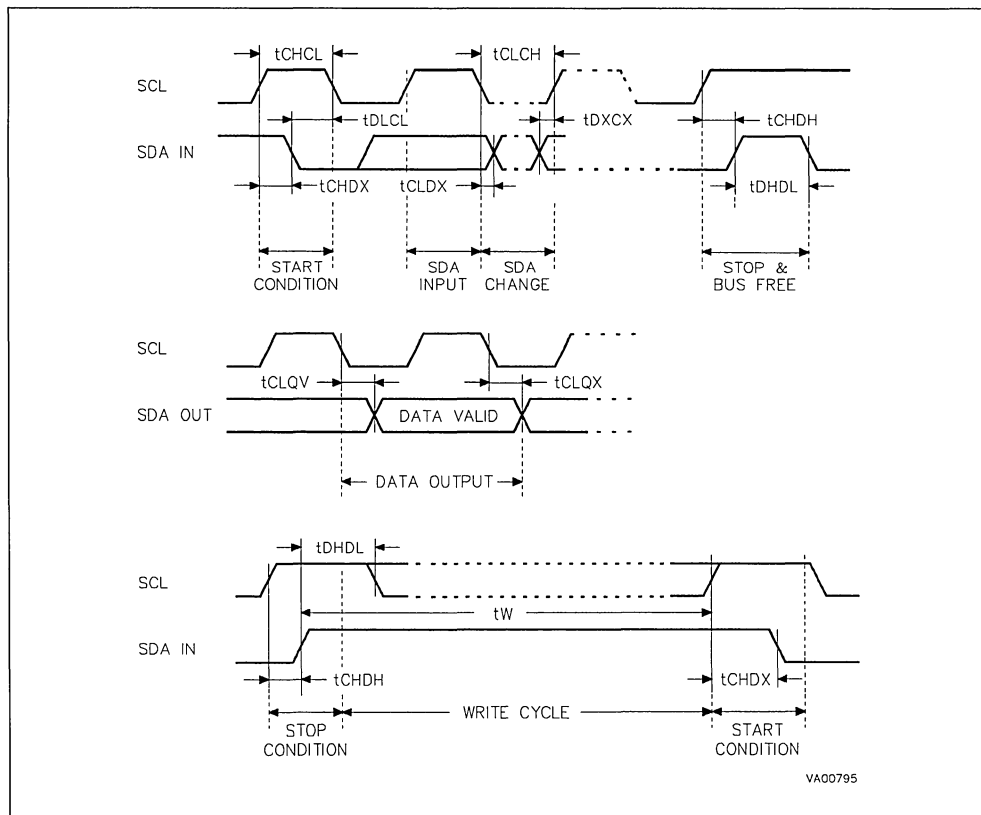 tCHCL
tCLCH
SCL
tDLCL
tDXCX
tCHDH
SDA IN
tCHDX
tCLDX
tDHDL
START
CONDITION
SDA
INPUT
SDA
CHANGE
STOP &
BUS FREE
SCL
tCLQV
tCLQX
SDA OUT
DATA VALID
DATA OUTPUT
tDHDL
SCL
tW
SDA IN
tCHDH
tCHDX
STOP
CONDITION
WRITE CYCLE
START
CONDITION
VA00795